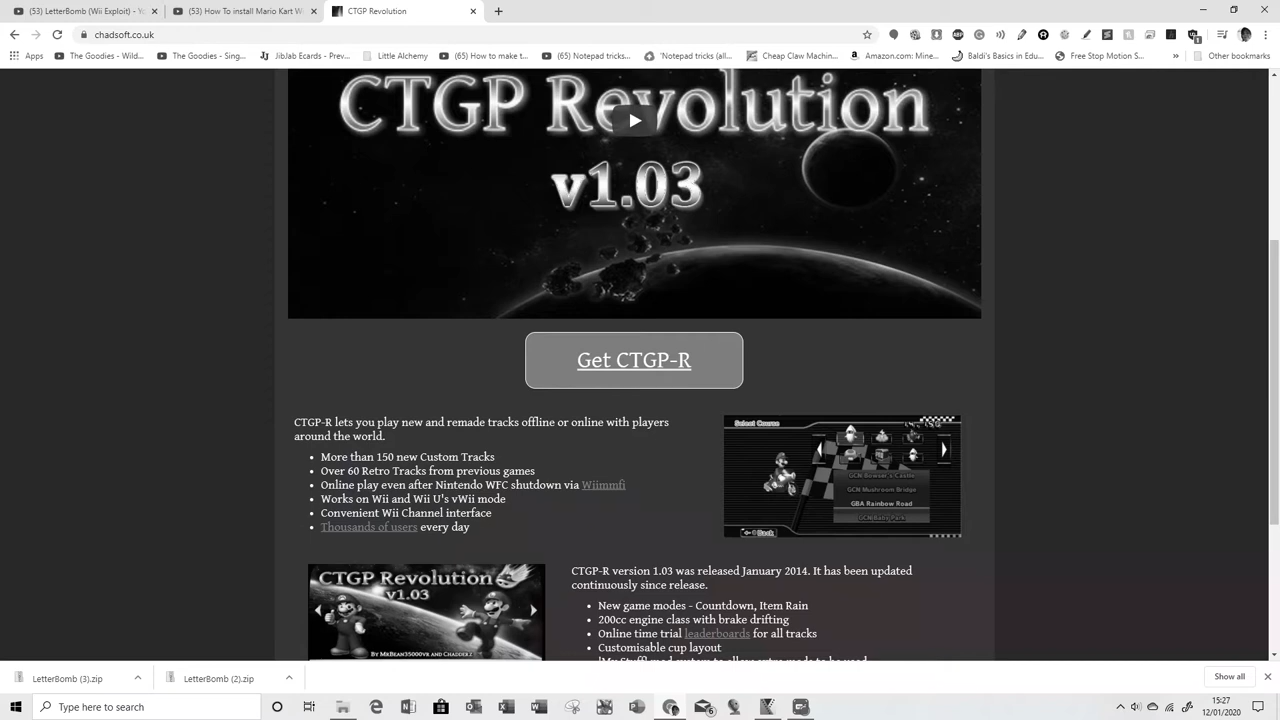 (53) LetterBomb (Wii Exploit) - Yo
(53) How To install Mario Kart W
CTGP Revolution
chadsoft.co.uk
Apps
The Goodies - Wild...
The Goodies - Sing...
JibJab Ecards - Prev...
Little Alchemy
(65) How to make t...
(65) Notepad tricks...
'Notepad tricks (all...
Cheap Claw Machin...
Amazon.com: Mine...
Baldi's Basics in Edu...
Free Stop Motion S...
»
Other bookmarks
CTGP Revolution
v1.03
Get CTGP-R
CTGP-R lets you play new and remade tracks offline or online with players
around the world.
• More than 150 new Custom Tracks
• Over 60 Retro Tracks from previous games
• Online play even after Nintendo WFC shutdown via Wiimmfi
• Works on Wii and Wii U's vWii mode
• Convenient Wii Channel interface
• Thousands of users every day
Select Course
GCN Bowser's Castle
GCN Mushroom Bridge
GBA Rainbow Road
GCN Baby Park
Back
CTGP Revolution
v1.03
By MrBean35000vr and Chadderz
CTGP-R version 1.03 was released January 2014. It has been updated
continuously since release.
• New game modes - Countdown, Item Rain
• 200cc engine class with brake drifting
• Online time trial leaderboards for all tracks
• Customisable cup layout
LetterBomb (3).zip
LetterBomb (2).zip
Show all
Type here to search
15:27
12/01/2020